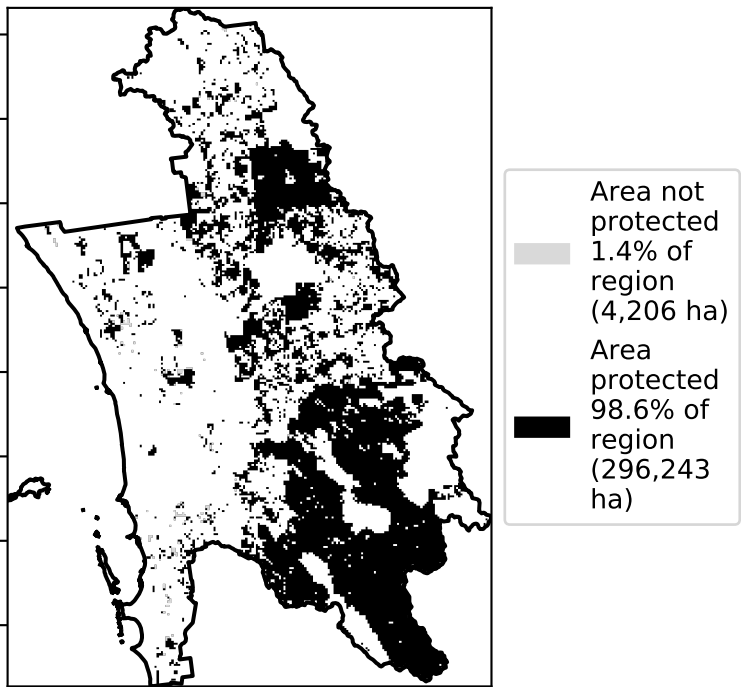 Area not
protected
1.4% of
region
(4,206 ha)
Area
protected
98.6% of
region
(296,243
ha)